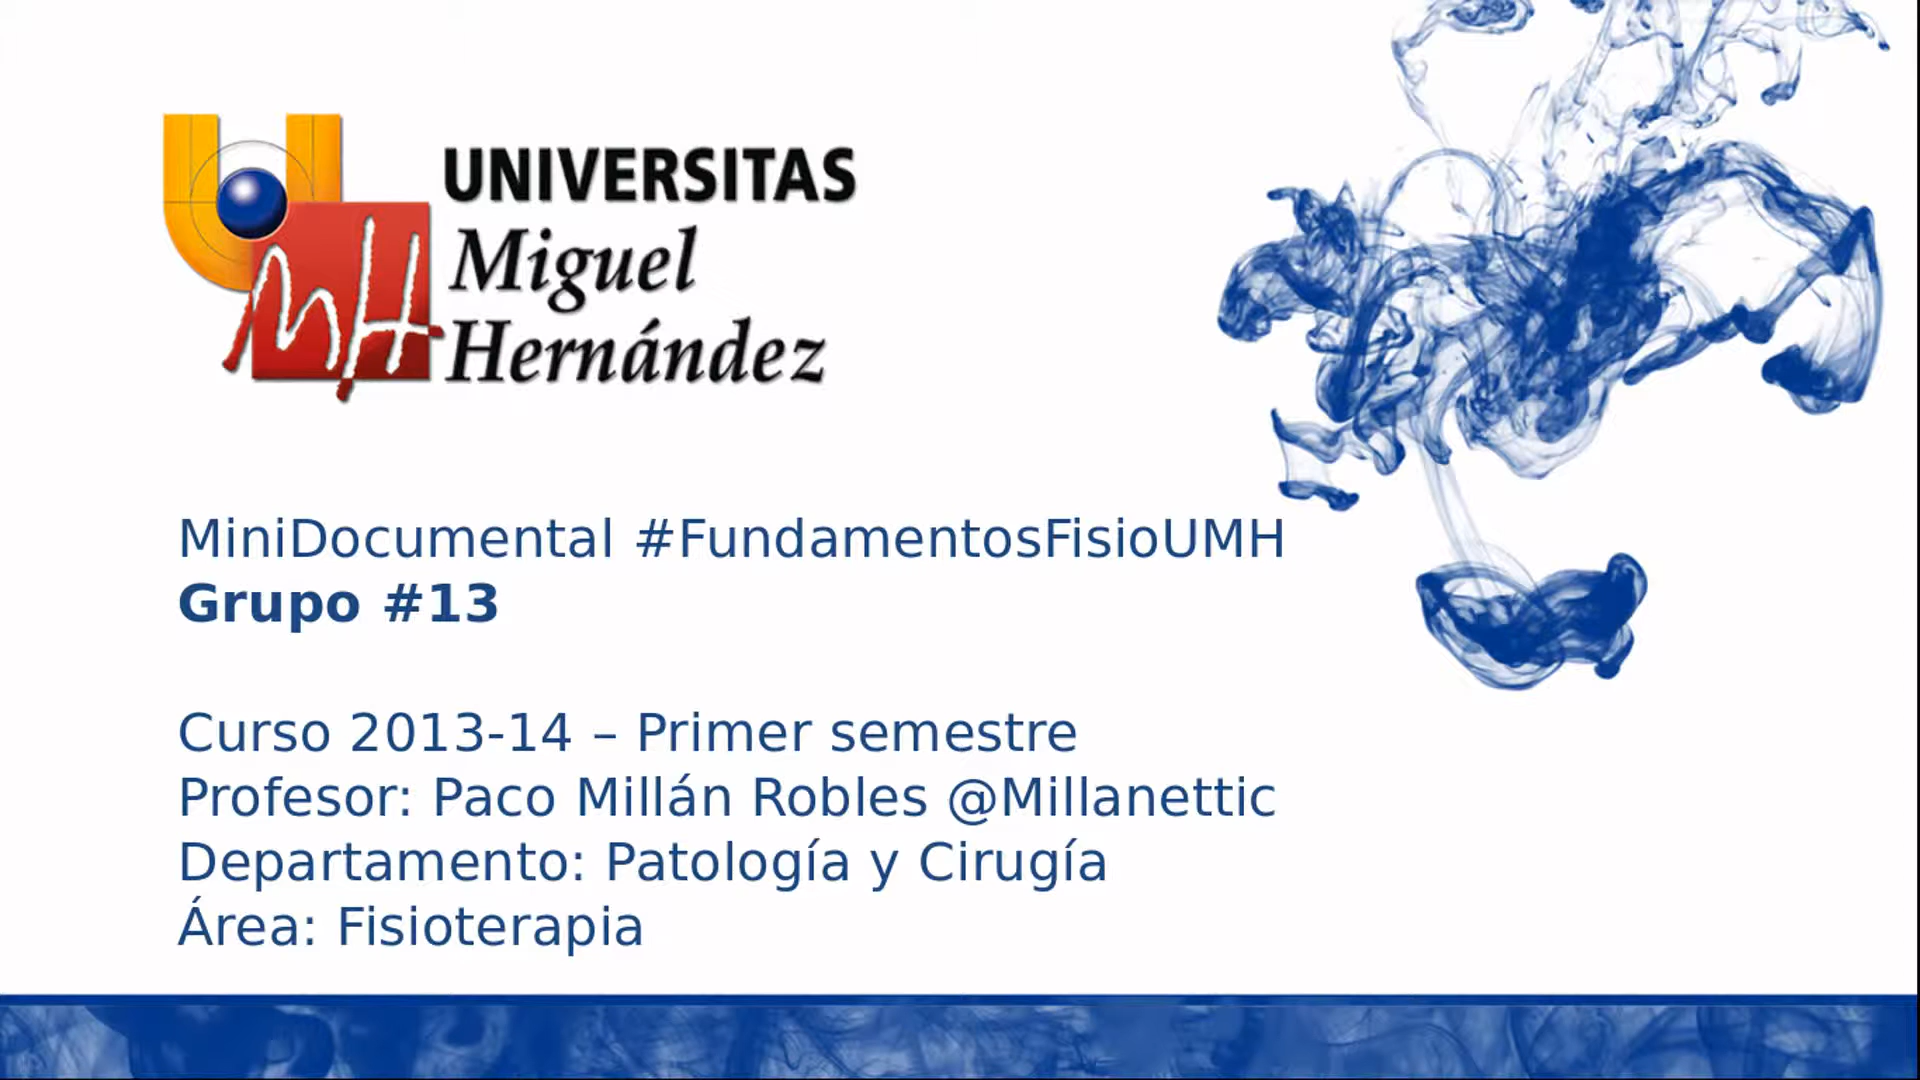 UNIVERSITAS
Miguel
Hernández
MH
MiniDocumental #FundamentosFisioUMH
Grupo #13
Curso 2013-14 – Primer semestre
Profesor: Paco Millán Robles @Millanettic
Departamento: Patología y Cirugía
Área: Fisioterapia